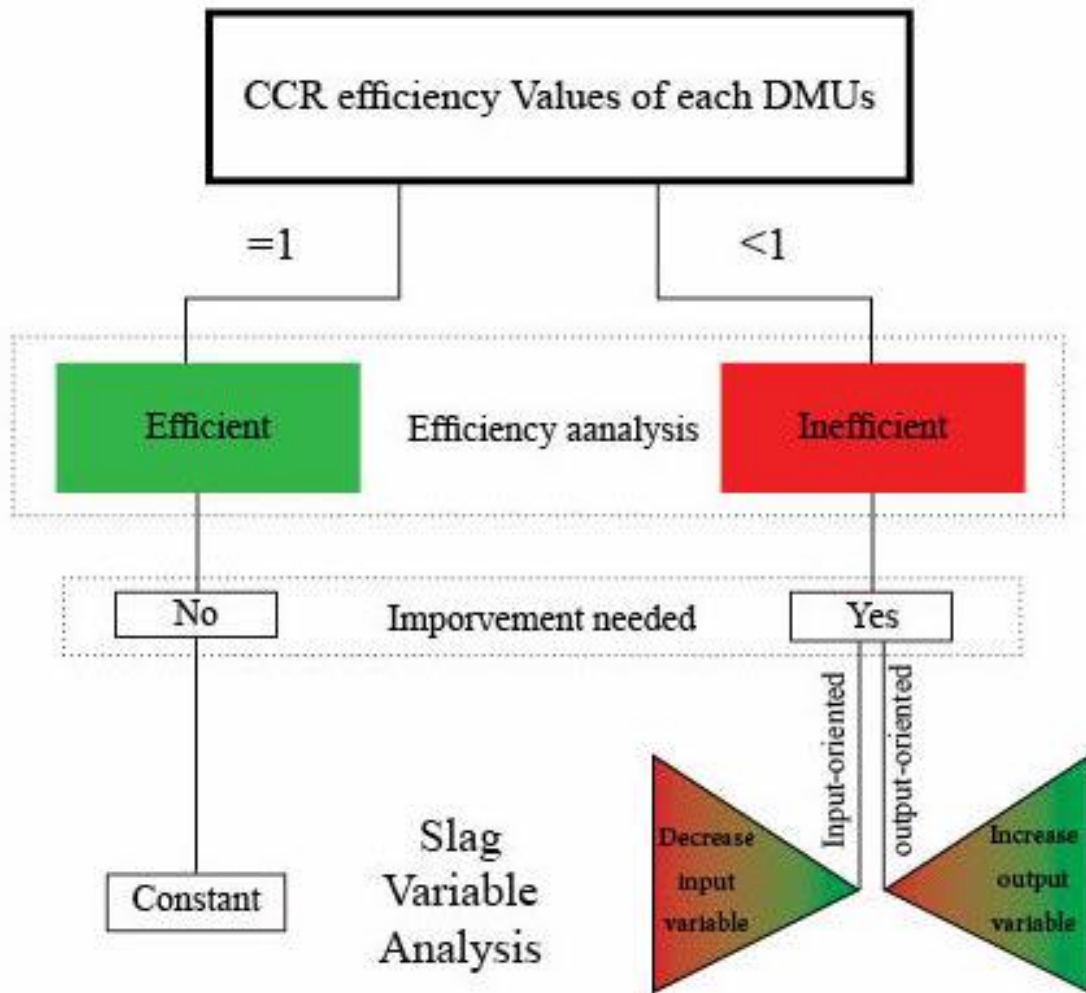 CCR efficiency Values of each DMUs
=1
<1
Efficient
Efficiency aanalysis
Inefficient
No
Imporvement needed
Yes
Input-oriented
output-oriented
Decrease
input
variable
Increase
output
variable
Slag
Variable
Analysis
Constant